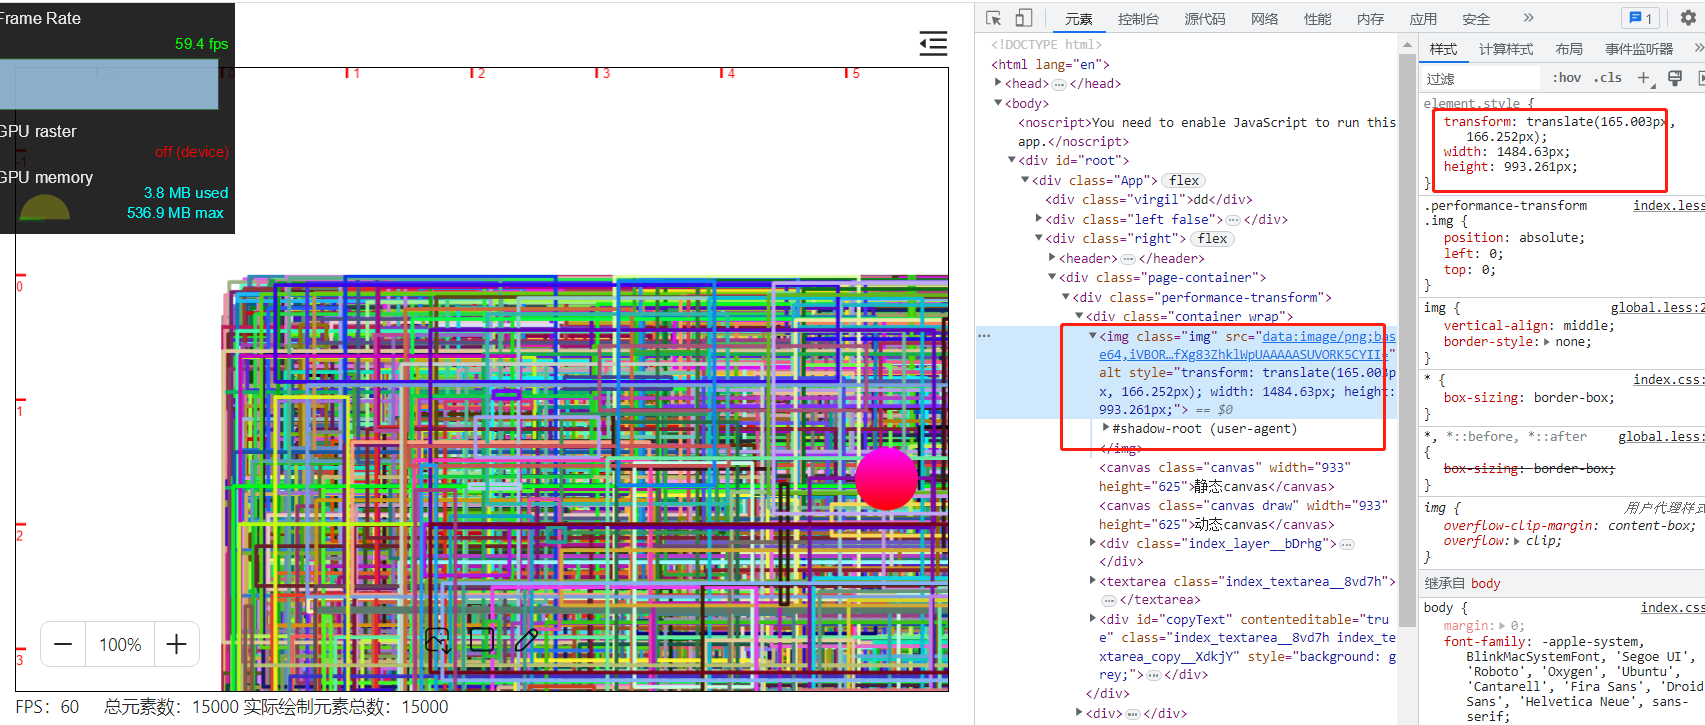 Frame Rate
59.4 fps
0 1 2 3 4 5
GPU raster
off (device)
-1
GPU memory
3.8 MB used
536.9 MB max
0
1
2
3
100%
FPS：60 总元素数：15000 实际绘制元素总数：15000
元素 控制台 源代码 网络 性能 内存 应用 安全 » 1
<!DOCTYPE html>
<html lang="en">
<head> … </head>
<body>
<noscript>You need to enable JavaScript to run this
app.</noscript>
<div id="root">
<div class="App"> flex
<div class="virgil">dd</div>
<div class="left false"> … </div>
<div class="right"> flex
<header> … </header>
<div class="page-container">
<div class="performance-transform">
<div class="container wrap">
<img class="img" src="data:image/png;bas
e64,iVBOR…fXg83ZhklWpUAAAAASUVORK5CYII="
alt style="transform: translate(165.003p
x, 166.252px); width: 1484.63px; height:
993.261px;"> == $0
#shadow-root (user-agent)
</img>
<canvas class="canvas" width="933"
height="625">静态canvas</canvas>
<canvas class="canvas draw" width="933"
height="625">动态canvas</canvas>
<div class="index_layer__bDrhg"> …
</div>
<textarea class="index_textarea__8vd7h">
… </textarea>
<div id="copyText" contenteditable="tru
e" class="index_textarea__8vd7h index_te
xtarea_copy__XdkjY" style="background: g
rey;"> … </div>
</div>
<div> … </div>
样式 计算样式 布局 事件监听器 »
过滤 :hov .cls +
element.style {
transform: translate(165.003px,
166.252px);
width: 1484.63px;
height: 993.261px;
}
.performance-transform index.less
.img {
position: absolute;
left: 0;
top: 0;
}
img { global.less:2
vertical-align: middle;
border-style: none;
}
* { index.css:
box-sizing: border-box;
}
*, *::before, *::after global.less:
{
box-sizing: border-box;
}
img { 用户代理样式
overflow-clip-margin: content-box;
overflow: clip;
}
继承自 body
body { index.css
margin: 0;
font-family: -apple-system,
BlinkMacSystemFont, 'Segoe UI',
'Roboto', 'Oxygen', 'Ubuntu',
'Cantarell', 'Fira Sans', 'Droid
Sans', 'Helvetica Neue', sans-
serif;